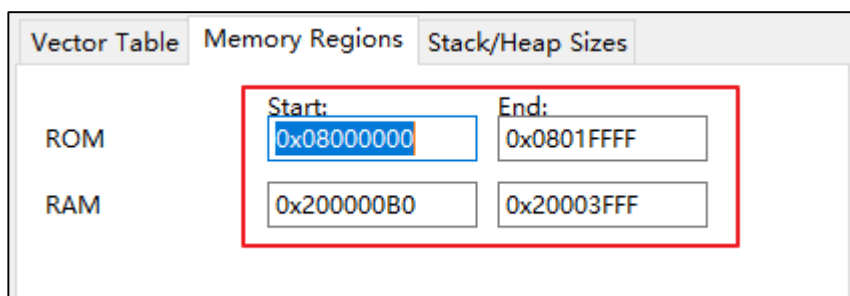 Vector Table Memory Regions Stack/Heap Sizes
Start: End:
ROM 0x08000000 0x0801FFFF
RAM 0x200000B0 0x20003FFF